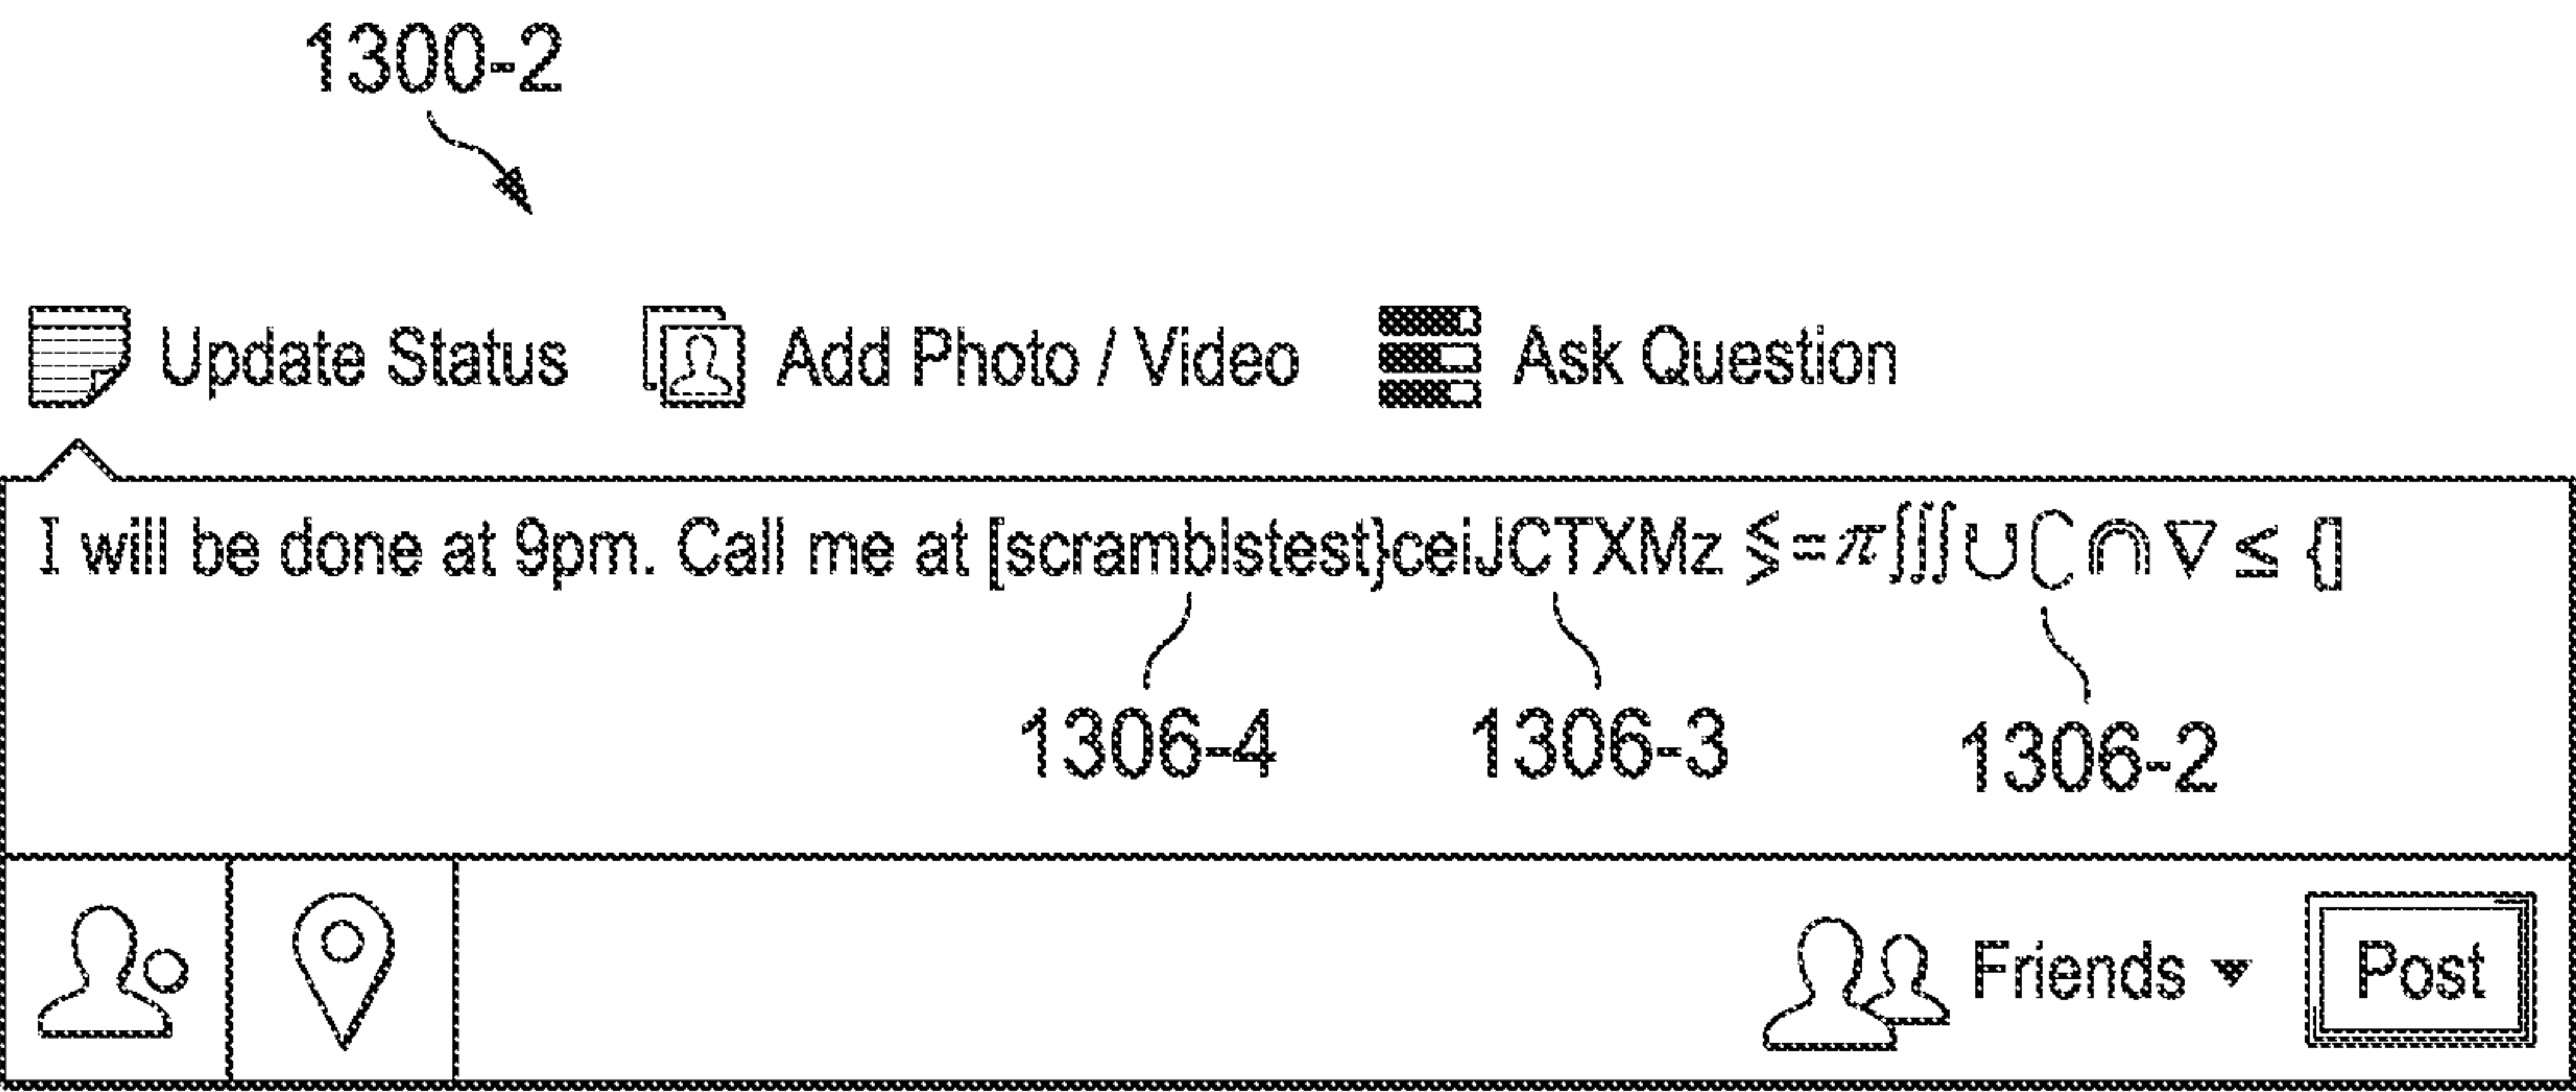 1300-2
Update Status Add Photo / Video Ask Question
I will be done at 9pm. Call me at [scramblstest}ceiJCTXMz ⋚=π∭∪∁⋒∇≤ {]
1306-4 1306-3 1306-2
Friends Post